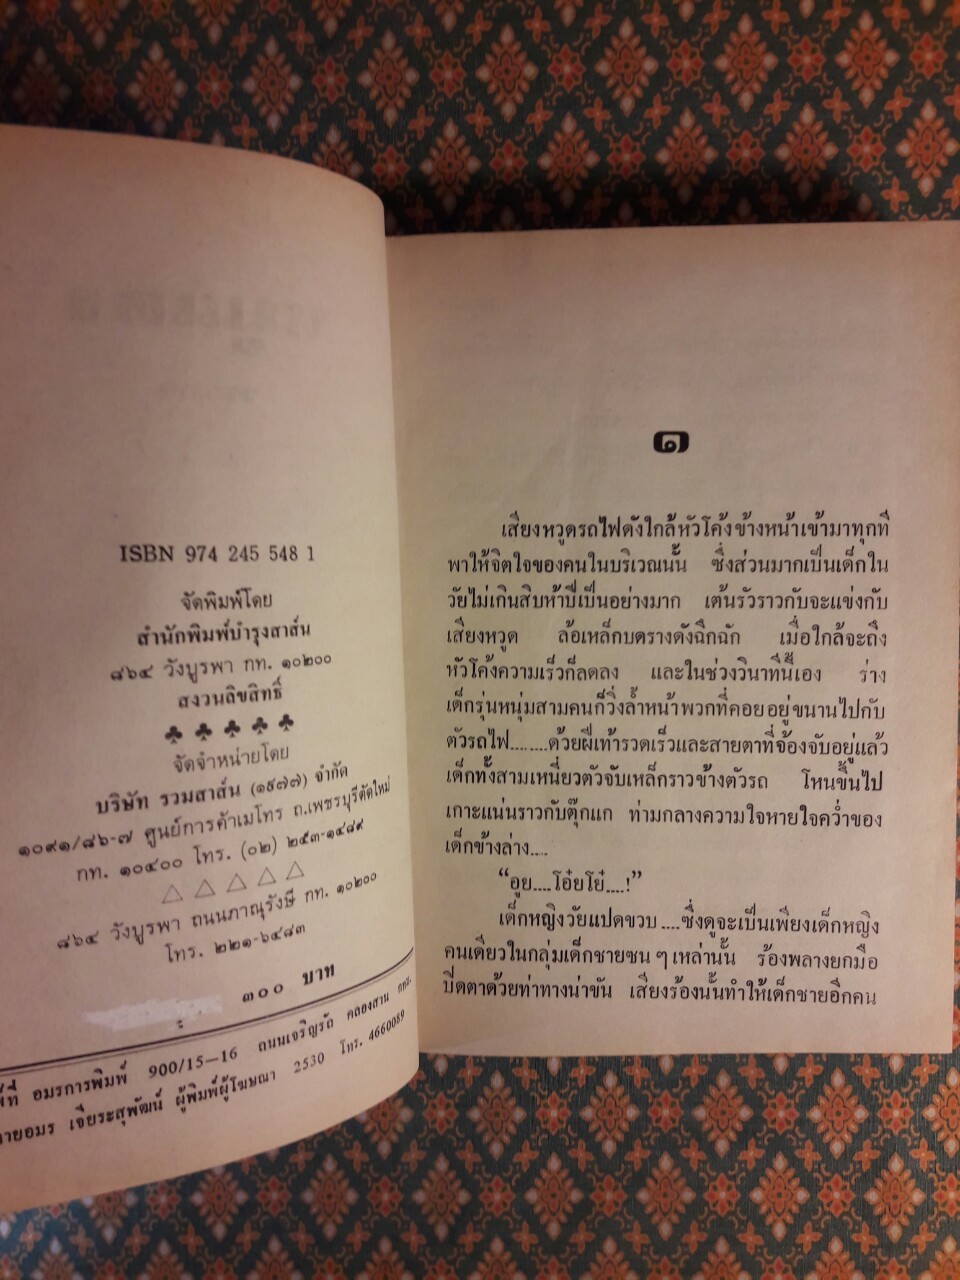 ISBN 974 245 548 1
จัดพิมพ์โดย
สำนักพิมพ์บำรุงสาส์น
๘๖๔ วังบูรพา กท. ๑๐๒๐๐
สงวนลิขสิทธิ์
จัดจำหน่ายโดย
บริษัท รวมสาส์น (๑๙๗๗) จำกัด
๑๐๙๑/๘๖-๗ ศูนย์การค้าเมโทร ถ.เพชรบุรีตัดใหม่
กท. ๑๐๔๐๐ โทร. (๐๒) ๒๕๓-๑๔๘๙
๘๖๔ วังบูรพา ถนนภาณุรังษี กท. ๑๐๒๐๐
โทร. ๒๒๑-๖๔๘๓
๓๐๐ บาท
อมรการพิมพ์ 900/15-16 ถนนเจริญรัถ คลองสาน กทม.
เจียระสุพัฒน์ ผู้พิมพ์ผู้โฆษณา 2530 โทร. 4660089
๑
เสียงหวูดรถไฟดังใกล้หัวโค้งข้างหน้าเข้ามาทุกที
พาให้จิตใจของคนในบริเวณนั้น ซึ่งส่วนมากเป็นเด็กใน
วัยไม่เกินสิบห้าปีเป็นอย่างมาก เต้นรัวราวกับจะแข่งกับ
เสียงหวูด ล้อเหล็กบดรางดังฉึกฉัก เมื่อใกล้จะถึง
หัวโค้งความเร็วก็ลดลง และในช่วงวินาทีนี้เอง ร่าง
เด็กรุ่นหนุ่มสามคนก็วิ่งล้ำหน้าพวกที่คอยอยู่ขนานไปกับ
ตัวรถไฟ........ด้วยฝีเท้ารวดเร็วและสายตาที่จ้องจับอยู่แล้ว
เด็กทั้งสามเหนี่ยวตัวจับเหล็กราวข้างตัวรถ โหนขึ้นไป
เกาะแน่นราวกับตุ๊กแก ท่ามกลางความใจหายใจคว่ำของ
เด็กข้างล่าง....
“อูย....โอ๋ยโย๋....!”
เด็กหญิงวัยแปดขวบ....ซึ่งดูจะเป็นเพียงเด็กหญิง
คนเดียวในกลุ่มเด็กชายซน ๆ เหล่านั้น ร้องพลางยกมือ
ปิดตาด้วยท่าทางน่าขัน เสียงร้องนั้นทำให้เด็กชายอีกคน